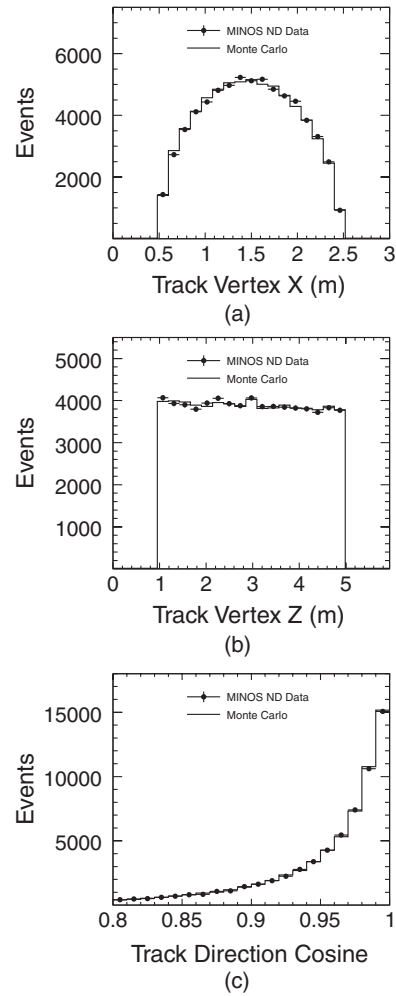 6000
4000
2000
Events
MINOS ND Data
Monte Carlo
0 0.5 1 1.5 2 2.5 3
Track Vertex X (m)
(a)
5000
4000
3000
2000
1000
Events
MINOS ND Data
Monte Carlo
0 1 2 3 4 5
Track Vertex Z (m)
(b)
15000
10000
5000
Events
MINOS ND Data
Monte Carlo
0.8 0.85 0.9 0.95 1
Track Direction Cosine
(c)